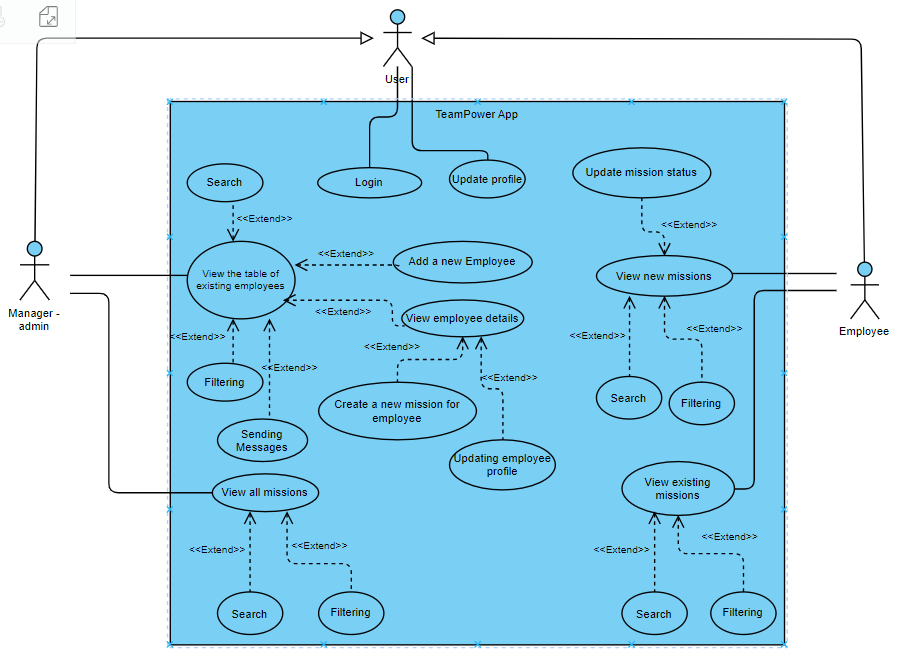 User
TeamPower App
Search
Login
Update profile
Update mission status
<<Extend>>
<<Extend>>
View the table of
existing employees
<<Extend>>
Add a new Employee
View new missions
Manager -
admin
Employee
<<Extend>>
View employee details
<<Extend>>
<<Extend>>
<<Extend>>
<<Extend>>
<<Extend>>
<<Extend>>
Filtering
Create a new mission for
employee
Search
Filtering
Sending
Messages
Updating employee
profile
View all missions
View existing
missions
<<Extend>>
<<Extend>>
<<Extend>>
<<Extend>>
Search
Filtering
Search
Filtering